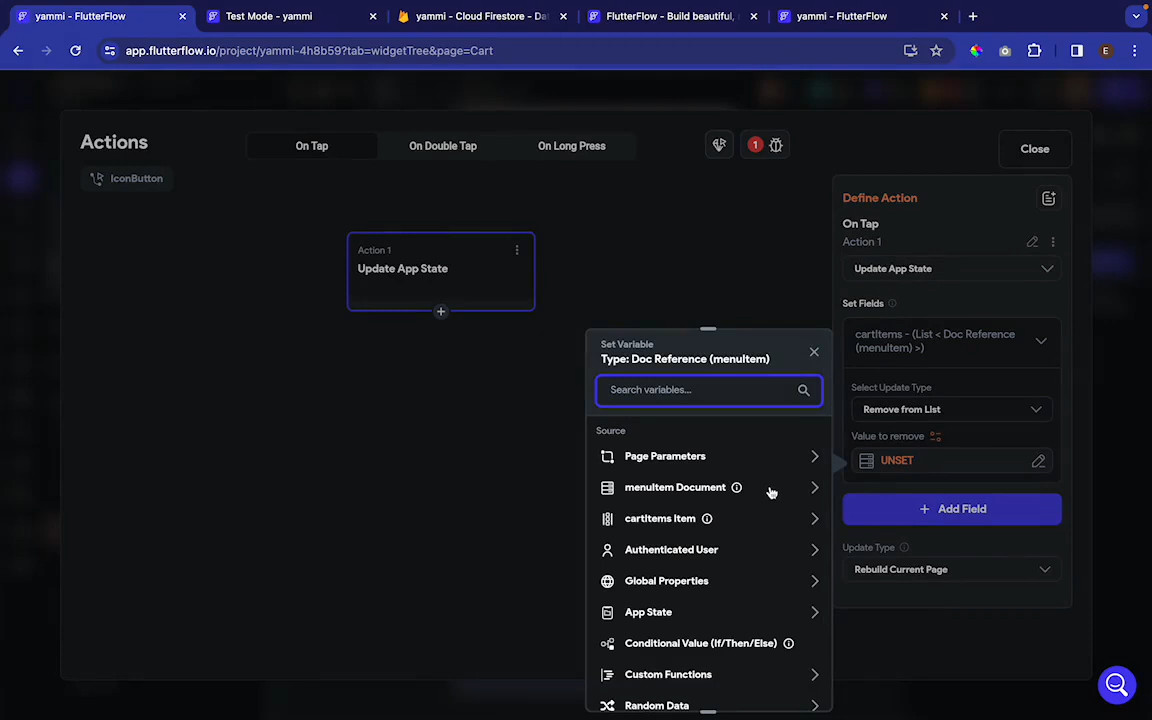 yammi - FlutterFlow
Test Mode - yammi
yammi - Cloud Firestore - Da
FlutterFlow - Build beautiful,
yammi - FlutterFlow
app.flutterflow.io/project/yammi-4h8b59?tab=widgetTree&page=Cart
E
Actions
On Tap
On Double Tap
On Long Press
1
Close
IconButton
Define Action
On Tap
Action 1
Update App State
Set Fields
cartItems - (List < Doc Reference
(menuItem) >)
Select Update Type
Remove from List
Value to remove
UNSET
+ Add Field
Update Type
Rebuild Current Page
Action 1
Update App State
Set Variable
Type: Doc Reference (menuItem)
Search variables...
Source
Page Parameters
menuItem Document
cartItems Item
Authenticated User
Global Properties
App State
Conditional Value (If/Then/Else)
Custom Functions
Random Data